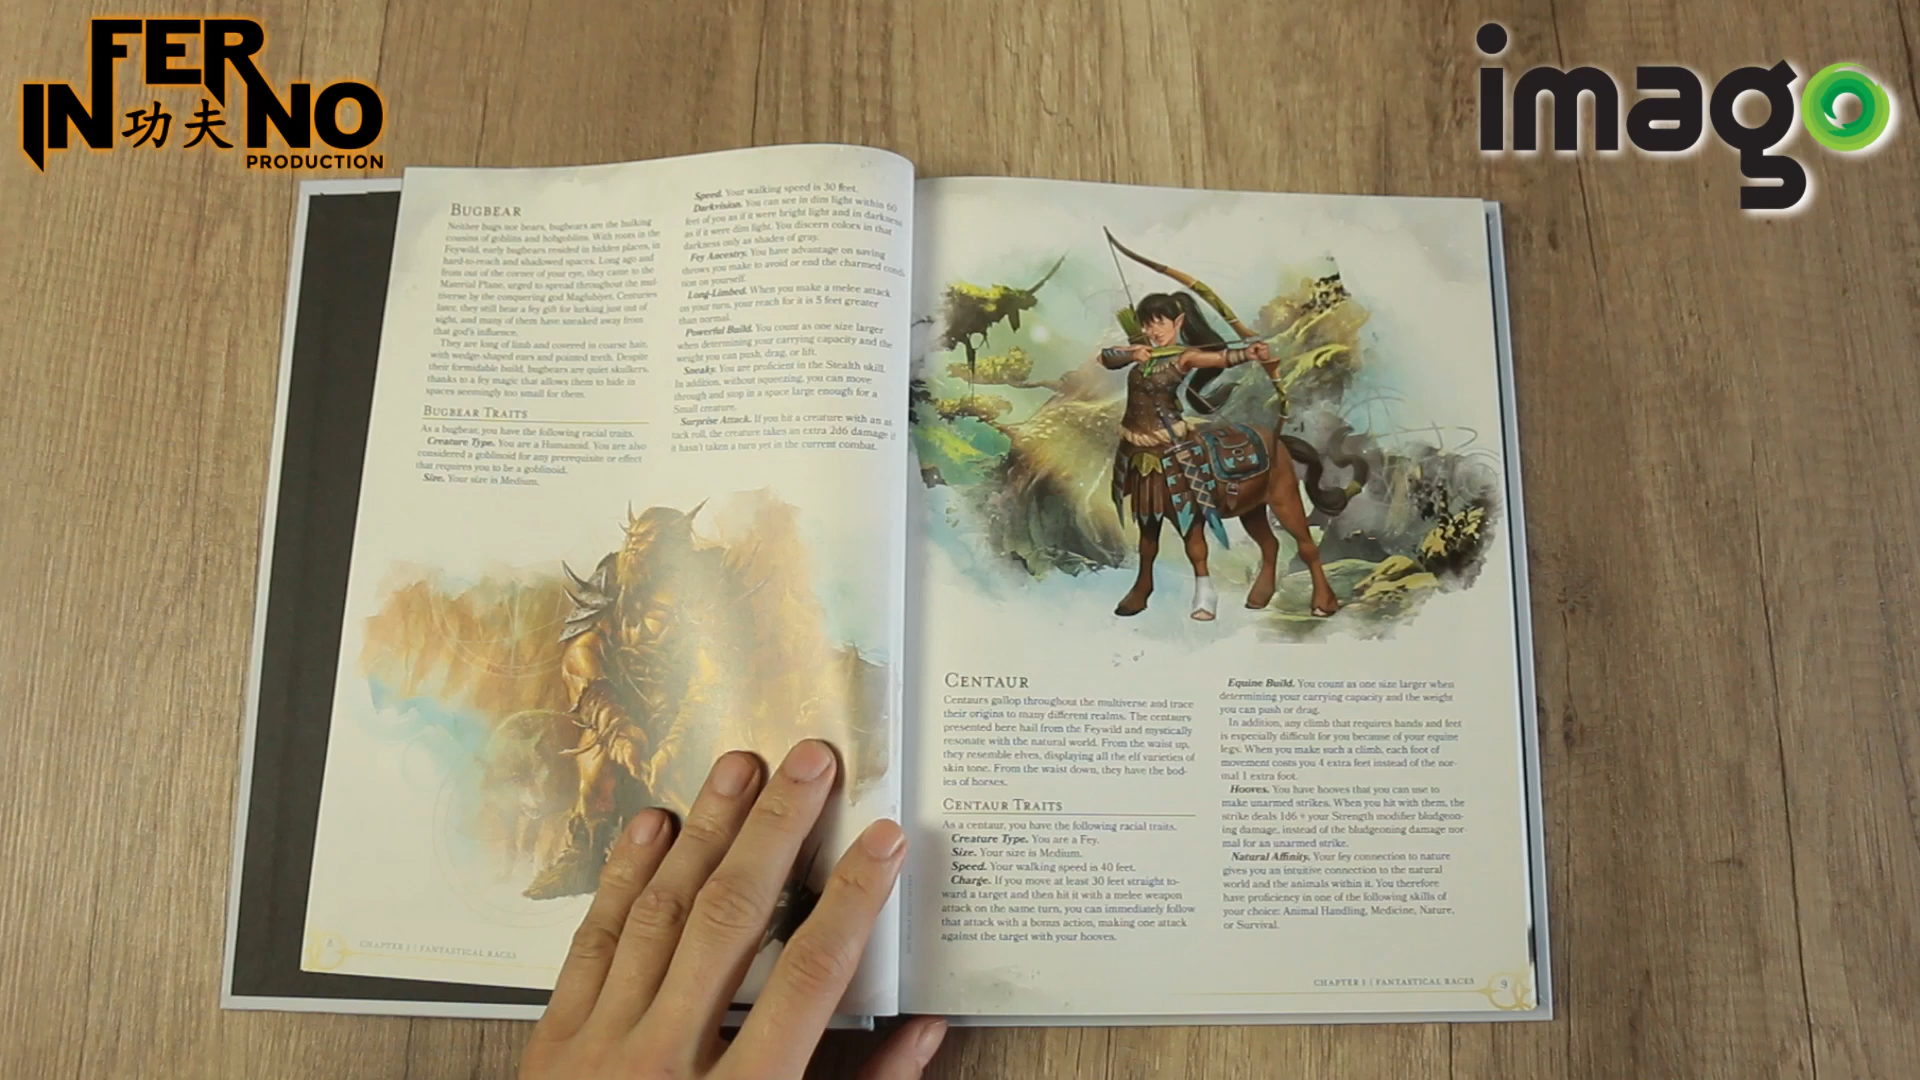 INFERNO
功夫
PRODUCTION
imago
BUGBEAR
Neither bugs nor bears, bugbears are the hulking
cousins of goblins and hobgoblins. With roots in the
Feywild, early bugbears resided in hidden places, in
hard-to-reach and shadowed spaces. Long ago and
from out of the corner of your eye, they came to the
Material Plane, urged to spread throughout the mul-
tiverse by the conquering god Maglubiyet. Centuries
later, they still bear a fey gift for lurking just out of
sight, and many of them have sneaked away from
that god's influence.
They are long of limb and covered in coarse hair,
with wedge-shaped ears and pointed teeth. Despite
their formidable build, bugbears are quiet skulkers,
thanks to a fey magic that allows them to hide in
spaces seemingly too small for them.
BUGBEAR TRAITS
As a bugbear, you have the following racial traits.
Creature Type. You are a Humanoid. You are also
considered a goblinoid for any prerequisite or effect
that requires you to be a goblinoid.
Size. Your size is Medium.
Speed. Your walking speed is 30 feet.
Darkvision. You can see in dim light within 60
feet of you as if it were bright light and in darkness
as if it were dim light. You discern colors in that
darkness only as shades of gray.
Fey Ancestry. You have advantage on saving
throws you make to avoid or end the charmed condi-
tion on yourself.
Long-Limbed. When you make a melee attack
on your turn, your reach for it is 5 feet greater
than normal.
Powerful Build. You count as one size larger
when determining your carrying capacity and the
weight you can push, drag, or lift.
Sneaky. You are proficient in the Stealth skill.
In addition, without squeezing, you can move
through and stop in a space large enough for a
Small creature.
Surprise Attack. If you hit a creature with an at-
tack roll, the creature takes an extra 2d6 damage if
it hasn't taken a turn yet in the current combat.
8
CHAPTER 1 | FANTASTICAL RACES
CENTAUR
Centaurs gallop throughout the multiverse and trace
their origins to many different realms. The centaurs
presented here hail from the Feywild and mystically
resonate with the natural world. From the waist up,
they resemble elves, displaying all the elf varieties of
skin tone. From the waist down, they have the bod-
ies of horses.
CENTAUR TRAITS
As a centaur, you have the following racial traits.
Creature Type. You are a Fey.
Size. Your size is Medium.
Speed. Your walking speed is 40 feet.
Charge. If you move at least 30 feet straight to-
ward a target and then hit it with a melee weapon
attack on the same turn, you can immediately follow
that attack with a bonus action, making one attack
against the target with your hooves.
Equine Build. You count as one size larger when
determining your carrying capacity and the weight
you can push or drag.
In addition, any climb that requires hands and feet
is especially difficult for you because of your equine
legs. When you make such a climb, each foot of
movement costs you 4 extra feet instead of the nor-
mal 1 extra foot.
Hooves. You have hooves that you can use to
make unarmed strikes. When you hit with them, the
strike deals 1d6 + your Strength modifier bludgeon-
ing damage, instead of the bludgeoning damage nor-
mal for an unarmed strike.
Natural Affinity. Your fey connection to nature
gives you an intuitive connection to the natural
world and the animals within it. You therefore
have proficiency in one of the following skills of
your choice: Animal Handling, Medicine, Nature,
or Survival.
CHAPTER 1 | FANTASTICAL RACES
9